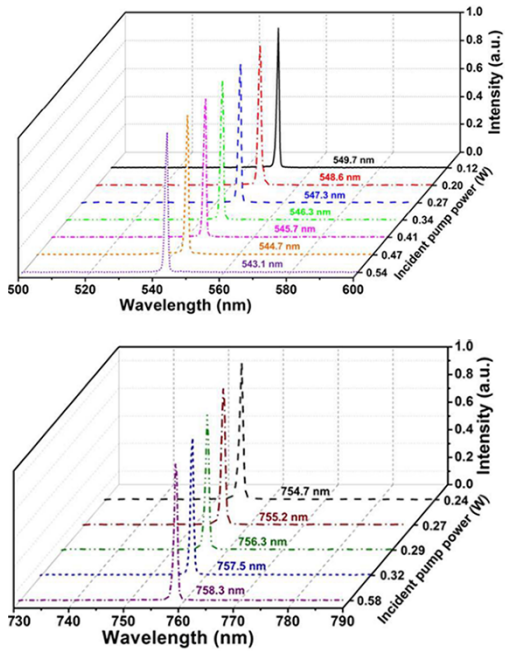 1.0
0.8
0.6
0.4
0.2
0.0
Intensity (a.u.)
549.7 nm
0.12
548.6 nm
0.20
547.3 nm
0.27
546.3 nm
0.34
545.7 nm
0.41
544.7 nm
0.47
543.1 nm
0.54
Incident pump power (W)
500 520 540 560 580 600
Wavelength (nm)
1.0
0.8
0.6
0.4
0.2
0.0
Intensity (a.u.)
754.7 nm
0.24
755.2 nm
0.27
756.3 nm
0.29
757.5 nm
0.32
758.3 nm
0.58
Incident pump power (W)
730 740 750 760 770 780 790
Wavelength (nm)